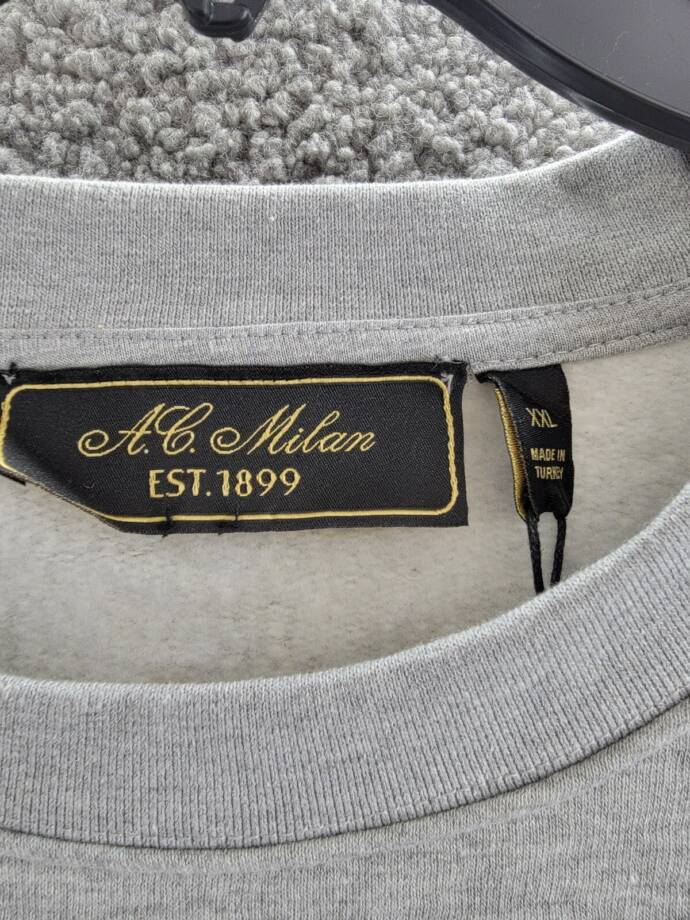 A.C. Milan
EST. 1899
XXL
MADE IN
TURKEY